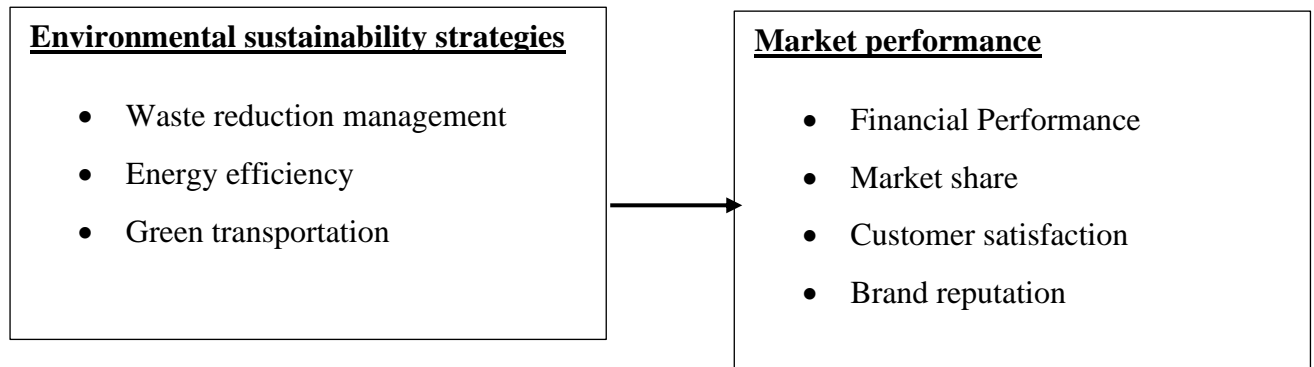 Environmental sustainability strategies
• Waste reduction management
• Energy efficiency
• Green transportation
Market performance
• Financial Performance
• Market share
• Customer satisfaction
• Brand reputation